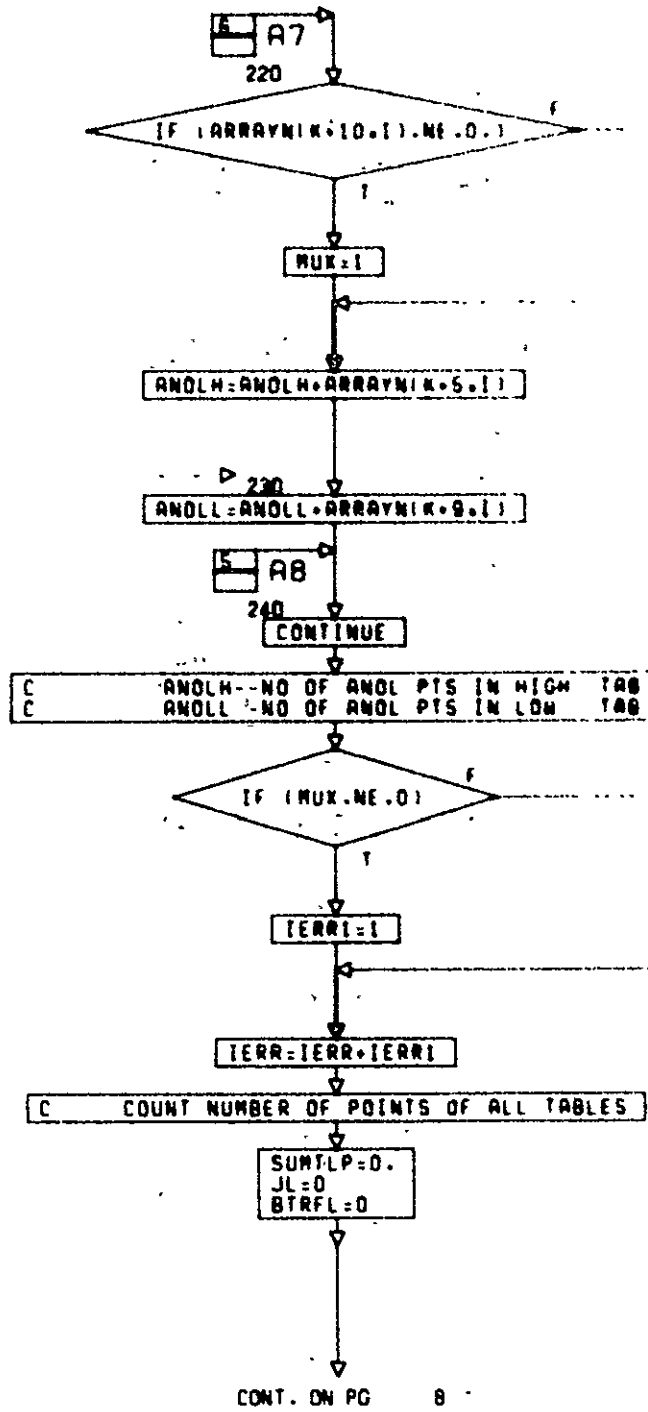 6 A7
220
IF (ARRAYN(K+10,I).NE.0.) F
T
MUX=1
ANOLH=ANOLH+ARRAYN(K+5,I)
230
ANOLL=ANOLL+ARRAYN(K+9,I)
5 A8
240
CONTINUE
C ANOLH--NO OF ANOL PTS IN HIGH TAB
C ANOLL --NO OF ANOL PTS IN LOW TAB
IF (MUX.NE.0) F
T
IERR1=1
IERR=IERR+IERR1
C COUNT NUMBER OF POINTS OF ALL TABLES
SUMTLP=0.
JL=0
BTRFL=0
CONT. ON PG 8